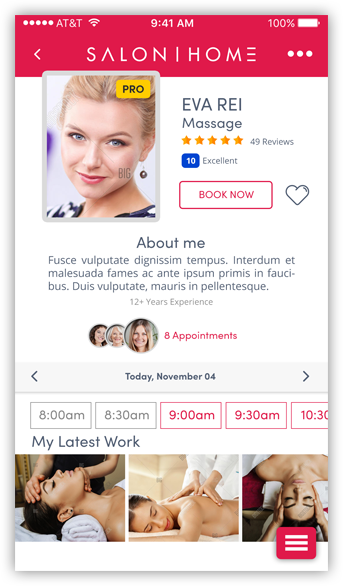 AT&T 9:41 AM 100%
SALON|HOME
PRO
BIG
EVA REI
Massage
49 Reviews
10 Excellent
BOOK NOW
About me
Fusce vulputate dignissim tempus. Interdum et
malesuada fames ac ante ipsum primis in fauci-
bus. Duis vulputate, mauris in pellentesque.
12+ Years Experience
8 Appointments
Today, November 04
8:00am 8:30am 9:00am 9:30am 10:30
My Latest Work